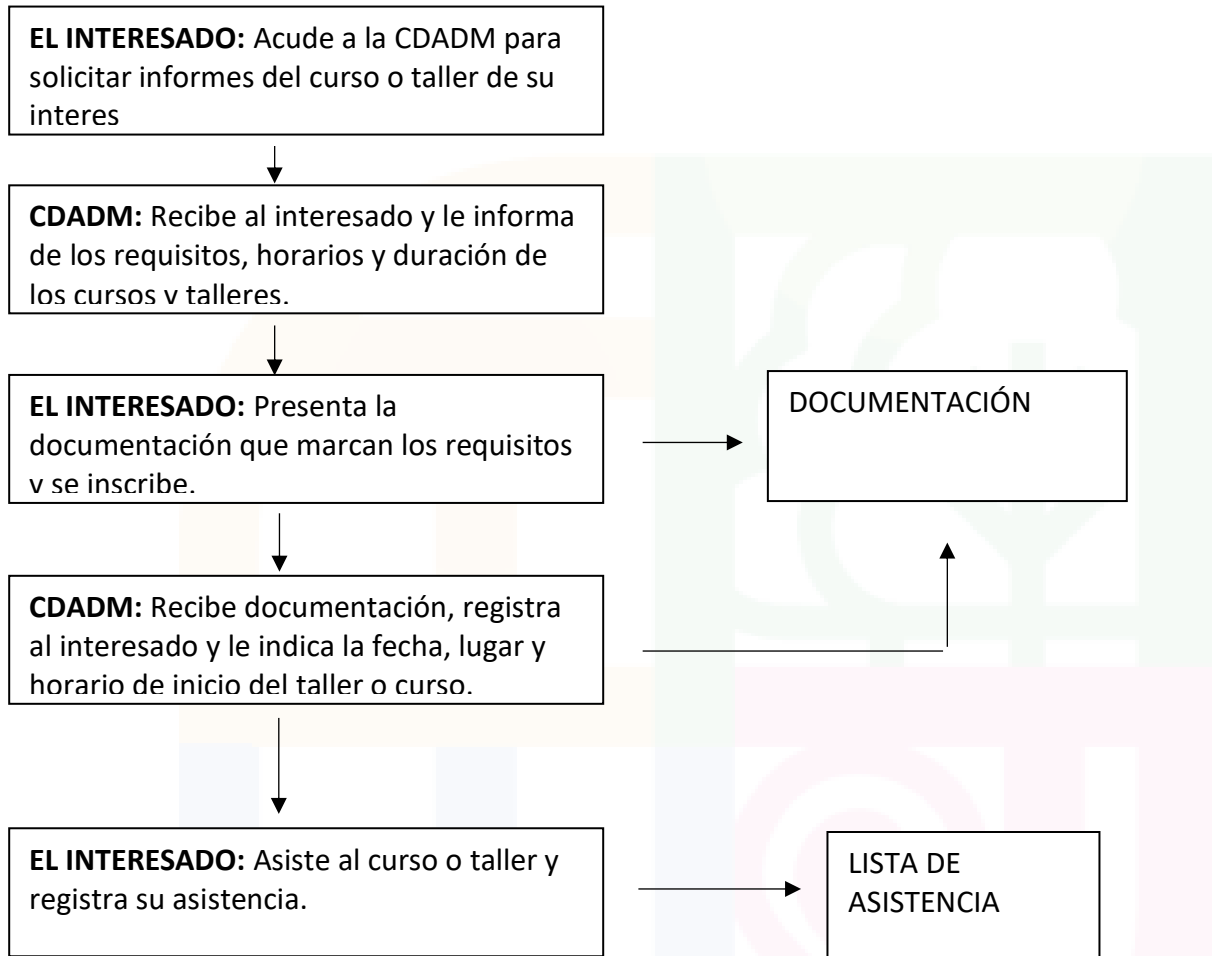 EL INTERESADO: Acude a la CDADM para
solicitar informes del curso o taller de su
interes
CDADM: Recibe al interesado y le informa
de los requisitos, horarios y duración de
los cursos y talleres.
EL INTERESADO: Presenta la
documentación que marcan los requisitos
y se inscribe.
DOCUMENTACIÓN
CDADM: Recibe documentación, registra
al interesado y le indica la fecha, lugar y
horario de inicio del taller o curso.
EL INTERESADO: Asiste al curso o taller y
registra su asistencia.
LISTA DE
ASISTENCIA